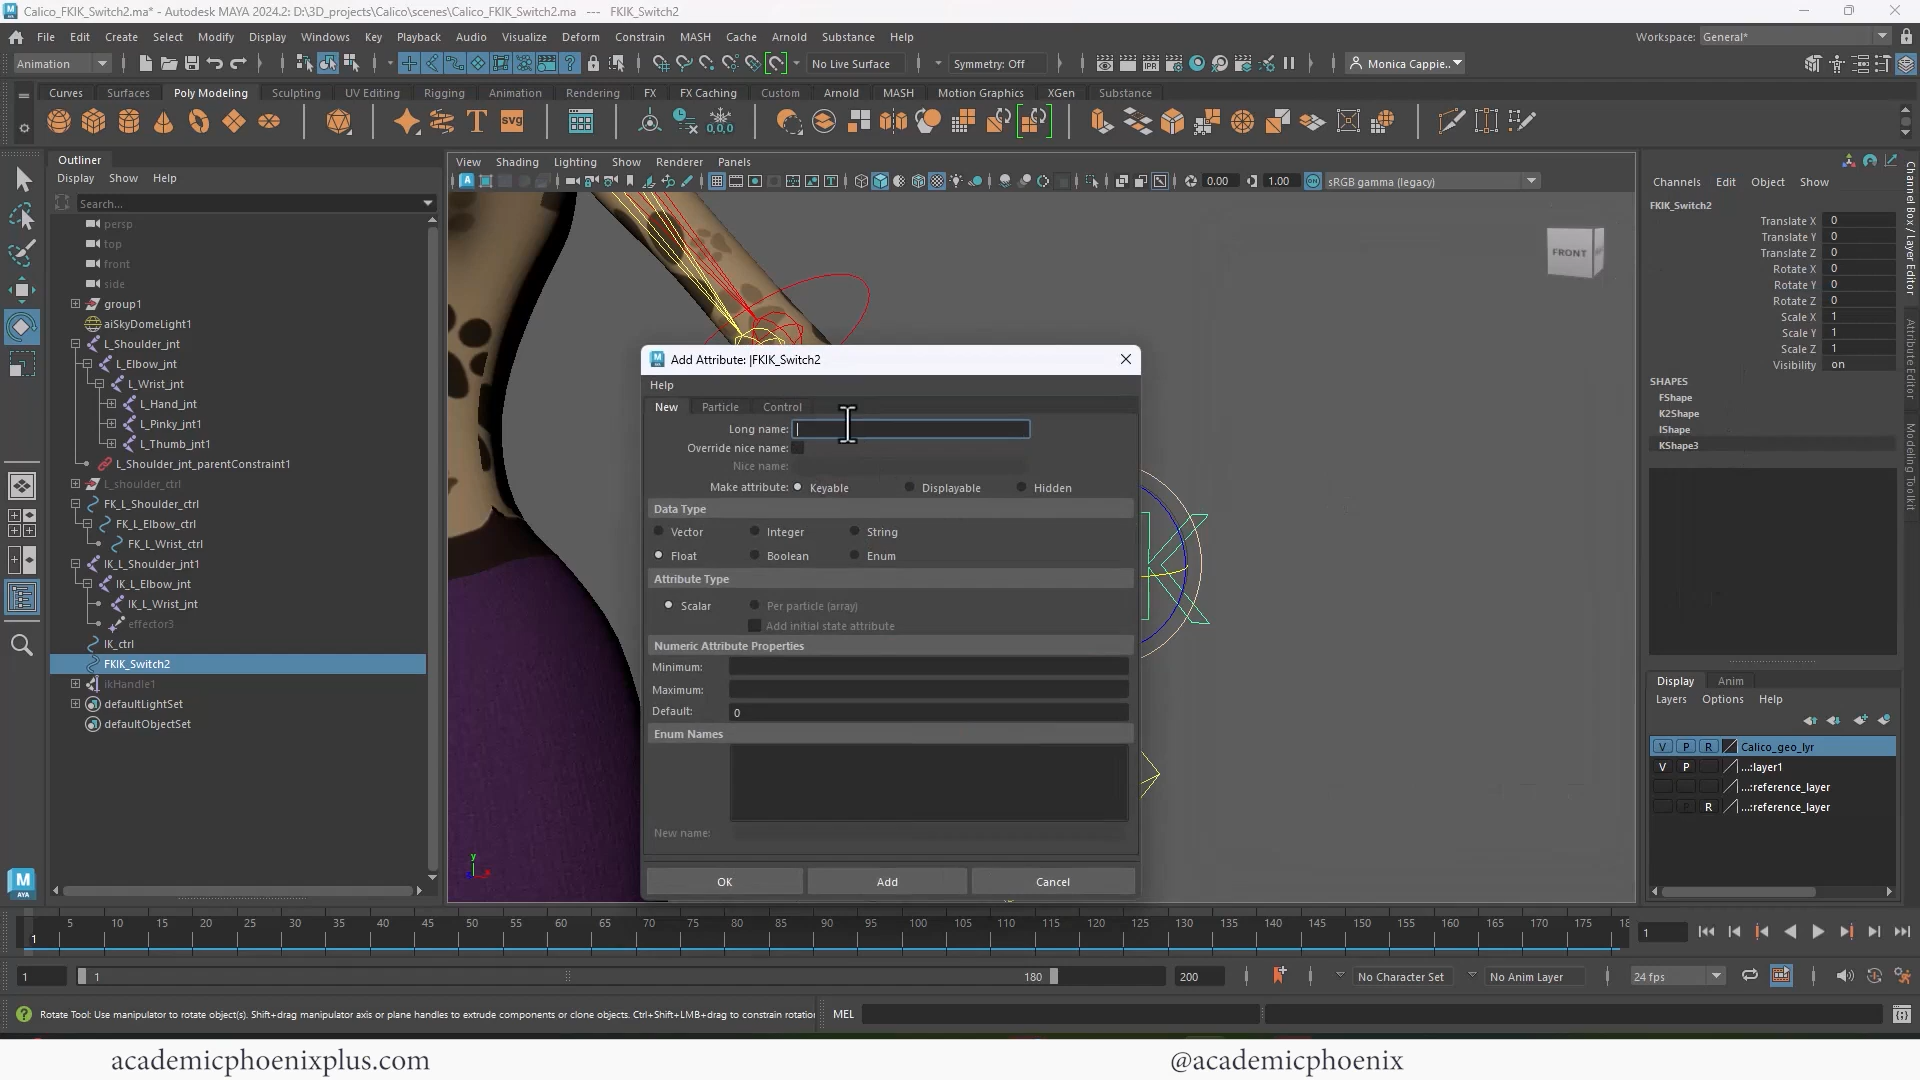 Calico_FKIK_Switch2.ma* - Autodesk MAYA 2024.2: D:\3D_projects\Calico\scenes\Calico_FKIK_Switch2.ma --- FKIK_Switch2
File Edit Create Select Modify Display Windows Key Playback Audio Visualize Deform Constrain MASH Cache Arnold Substance Help
Workspace: General*
Animation
No Live Surface
Symmetry: Off
Monica Cappie..
Curves Surfaces Poly Modeling Sculpting UV Editing Rigging Animation Rendering FX FX Caching Custom Arnold MASH Motion Graphics XGen Substance
Outliner
Display Show Help
Search...
persp
top
front
side
group1
aiSkyDomeLight1
L_Shoulder_jnt
L_Elbow_jnt
L_Wrist_jnt
L_Hand_jnt
L_Pinky_jnt1
L_Thumb_jnt1
L_Shoulder_jnt_parentConstraint1
L_shoulder_ctrl
FK_L_Shoulder_ctrl
FK_L_Elbow_ctrl
FK_L_Wrist_ctrl
IK_L_Shoulder_jnt1
IK_L_Elbow_jnt
IK_L_Wrist_jnt
effector3
IK_ctrl
FKIK_Switch2
ikHandle1
defaultLightSet
defaultObjectSet
View Shading Lighting Show Renderer Panels
0.00 1.00 sRGB gamma (legacy)
FRONT
Add Attribute: |FKIK_Switch2
Help
New Particle Control
Long name:
Override nice name:
Nice name:
Make attribute: Keyable Displayable Hidden
Data Type
Vector Integer String
Float Boolean Enum
Attribute Type
Scalar Per particle (array)
Add initial state attribute
Numeric Attribute Properties
Minimum:
Maximum:
Default: 0
Enum Names
New name:
OK Add Cancel
Channels Edit Object Show
FKIK_Switch2
Translate X 0
Translate Y 0
Translate Z 0
Rotate X 0
Rotate Y 0
Rotate Z 0
Scale X 1
Scale Y 1
Scale Z 1
Visibility on
SHAPES
FShape
K2Shape
IShape
KShape3
Channel Box / Layer Editor
Attribute Editor
Modeling Toolkit
Display Anim
Layers Options Help
V P R Calico_geo_lyr
V P ...:layer1
...:reference_layer
R ...:reference_layer
5 10 15 20 25 30 35 40 45 50 55 60 65 70 75 80 85 90 95 100 105 110 115 120 125 130 135 140 145 150 155 160 165 170 175 18
1
1
1 1 180 200 No Character Set No Anim Layer 24 fps
Rotate Tool: Use manipulator to rotate object(s). Shift+drag manipulator axis or plane handles to extrude components or clone objects. Ctrl+Shift+LMB+drag to constrain rotatio
MEL
academicphoenixplus.com
@academicphoenix